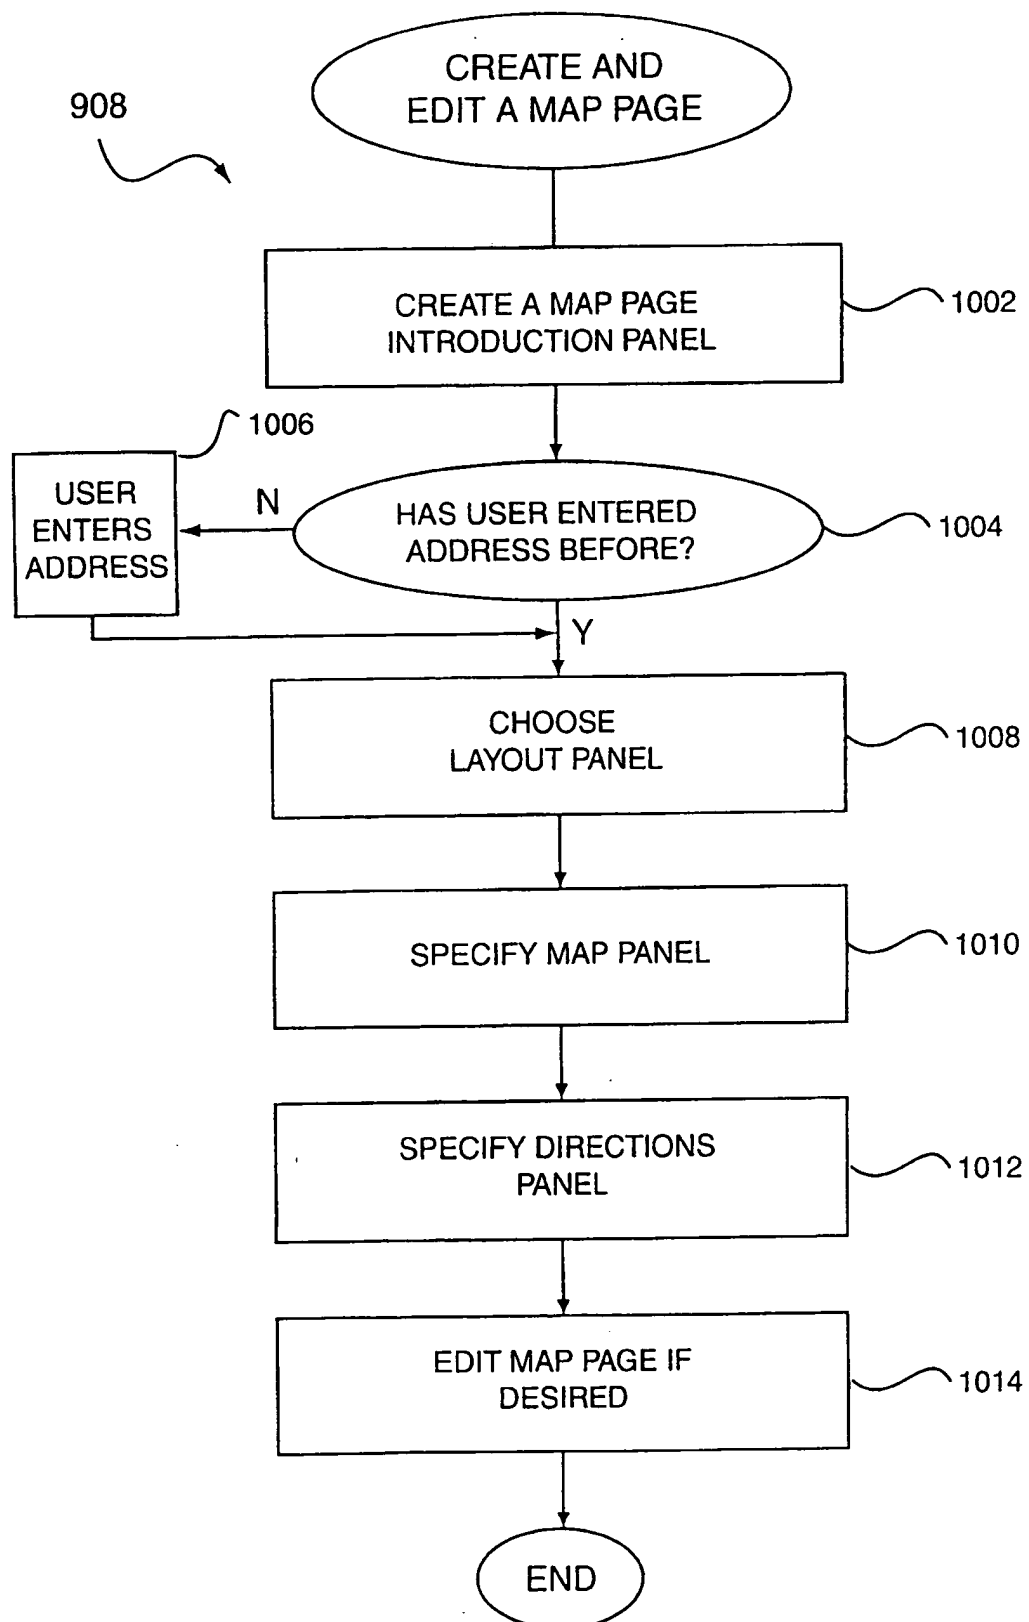 CREATE AND
EDIT A MAP PAGE
908
CREATE A MAP PAGE
INTRODUCTION PANEL
1002
1006
USER
ENTERS
ADDRESS
N
HAS USER ENTERED
ADDRESS BEFORE?
1004
Y
CHOOSE
LAYOUT PANEL
1008
SPECIFY MAP PANEL
1010
SPECIFY DIRECTIONS
PANEL
1012
EDIT MAP PAGE IF
DESIRED
1014
END